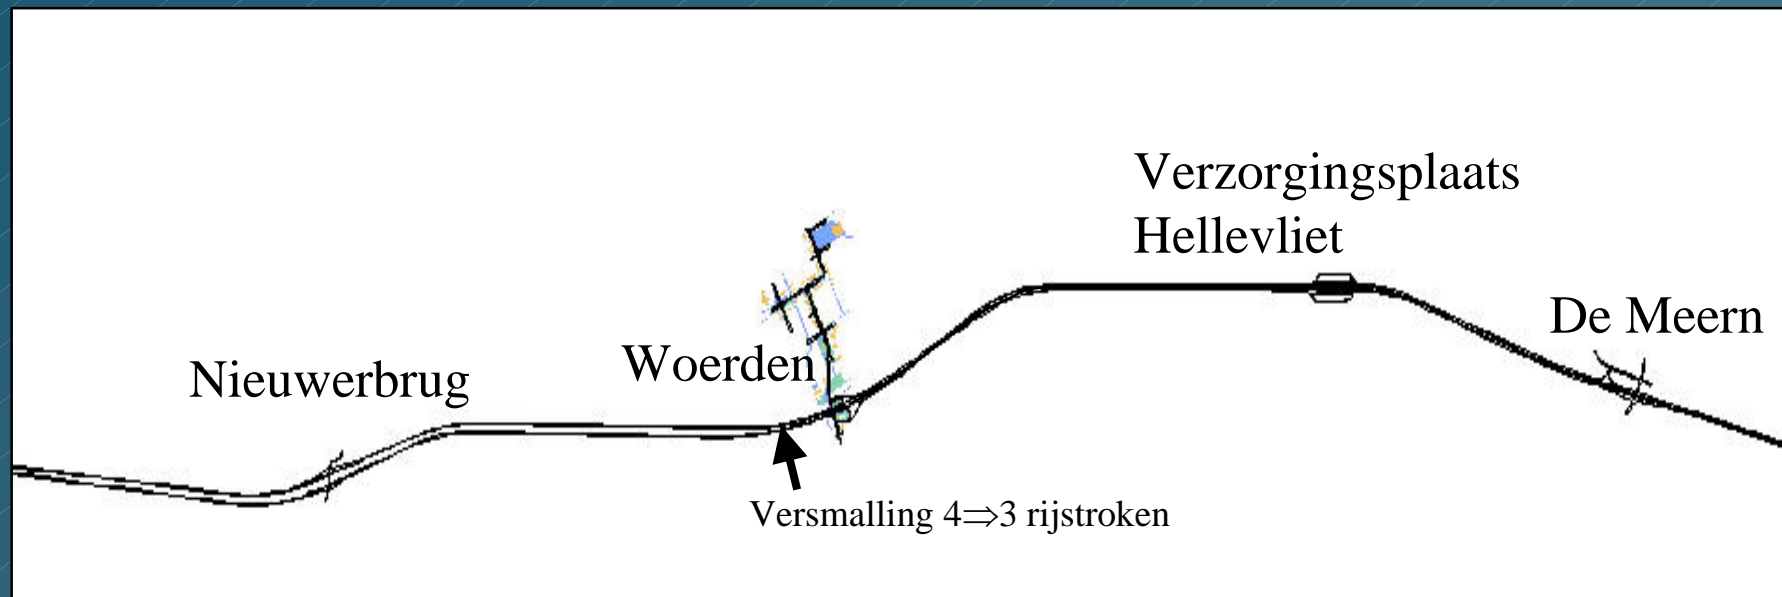 Verzorgingsplaats
Hellevliet
De Meern
Woerden
Nieuwerbrug
Versmalling 4⇒3 rijstroken